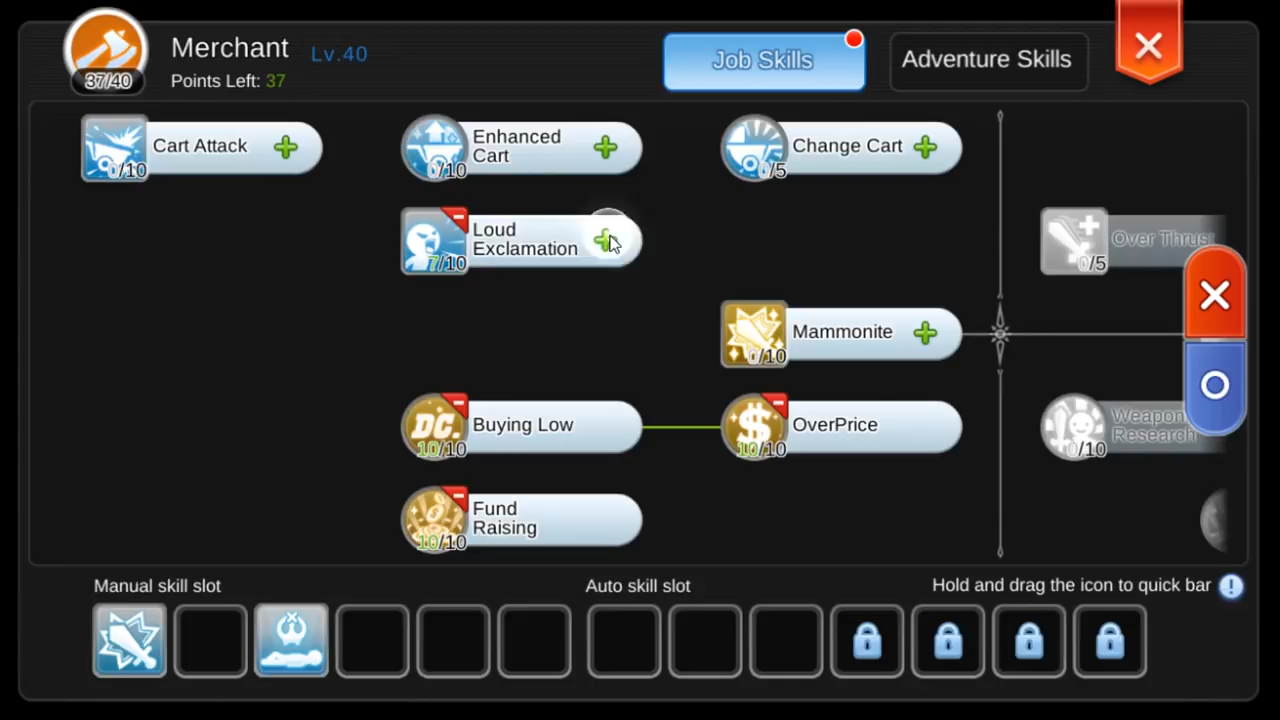 Merchant Lv.40
37/40
Points Left: 37
Job Skills
Adventure Skills
Cart Attack
0/10
Enhanced
Cart
0/10
Change Cart
0/5
Loud
Exclamation
7/10
Over Thrus
0/5
Mammonite
0/10
DC.
Buying Low
10/10
$
OverPrice
10/10
Weapon
Research
0/10
Fund
Raising
10/10
Manual skill slot
Auto skill slot
Hold and drag the icon to quick bar !